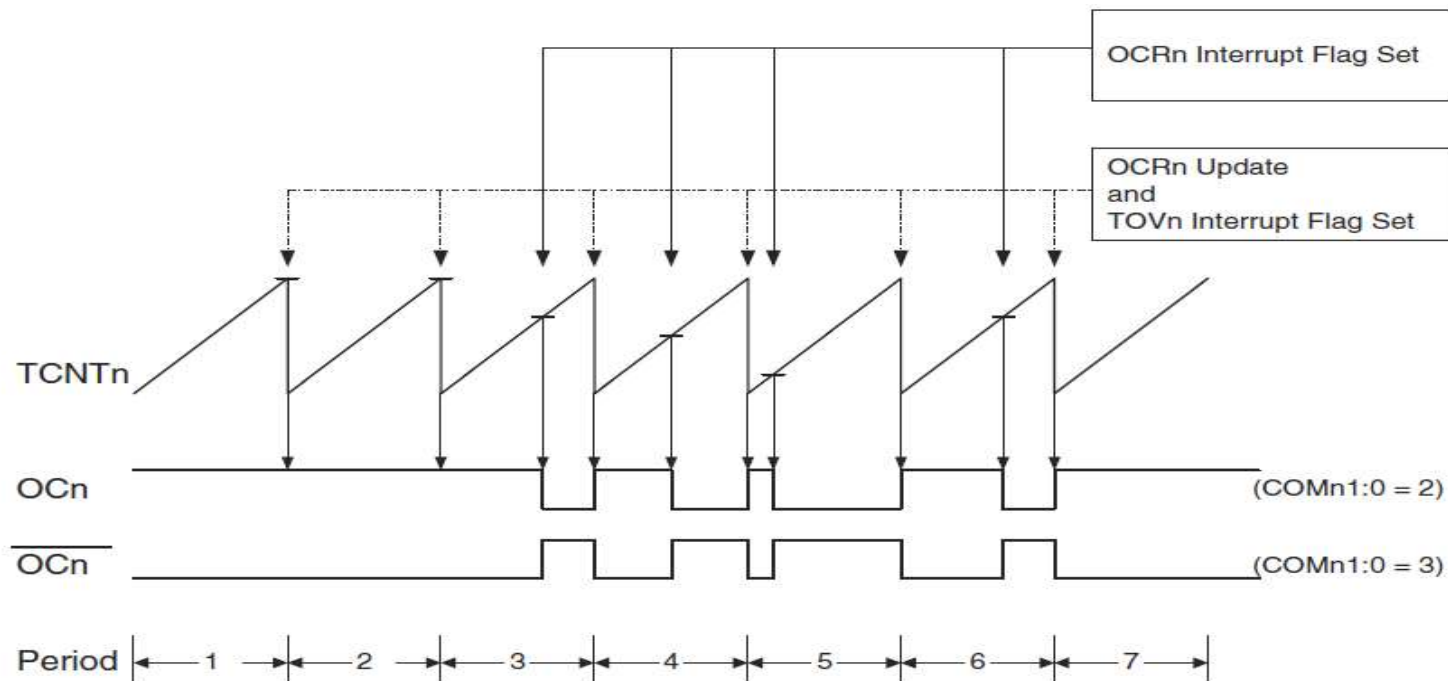 OCRn Interrupt Flag Set
OCRn Update
and
TOVn Interrupt Flag Set
TCNTn
OCn
(COMn1:0 = 2)
OCn
(COMn1:0 = 3)
Period
1
2
3
4
5
6
7